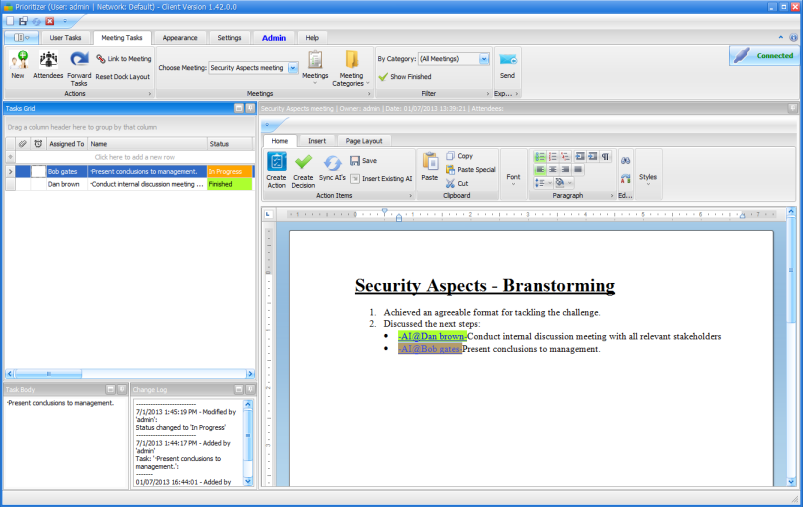 Prioritizer (User: admin | Network: Default) - Client Version 1.42.0.0
User Tasks Meeting Tasks Appearance Settings Admin Help
Connected
New Attendees Forward Tasks Link to Meeting Reset Dock Layout
Choose Meeting: Security Aspects meeting Meetings Meeting Categories
By Category: (All Meetings) Show Finished Send
Actions Meetings Filter Exp...
Tasks Grid
Security Aspects meeting | Owner: admin | Date: 01/07/2013 13:39:21 | Attendees:
Drag a column header here to group by that column
Assigned To Name Status
Click here to add a new row
Bob gates -Present conclusions to management. In Progress
Dan brown -Conduct internal discussion meeting ... Finished
Home Insert Page Layout
Create Action Create Decision Sync AI's Save Insert Existing AI
Paste Copy Paste Special Cut
Font
Styles
Action Items Clipboard Paragraph Ed...
Security Aspects - Branstorming
1. Achieved an agreeable format for tackling the challenge.
2. Discussed the next steps:
• -AI@Dan brown-Conduct internal discussion meeting with all relevant stakeholders
• -AI@Bob gates-Present conclusions to management.
Task Body
-Present conclusions to management.
Change Log
-------------------------
7/1/2013 1:45:19 PM - Modified by
'admin':
Status changed to 'In Progress'
-------------------------
7/1/2013 1:44:17 PM - Added by
'admin'
Task: '-Present conclusions to
management.':
-------
01/07/2013 16:44:01 - Added by